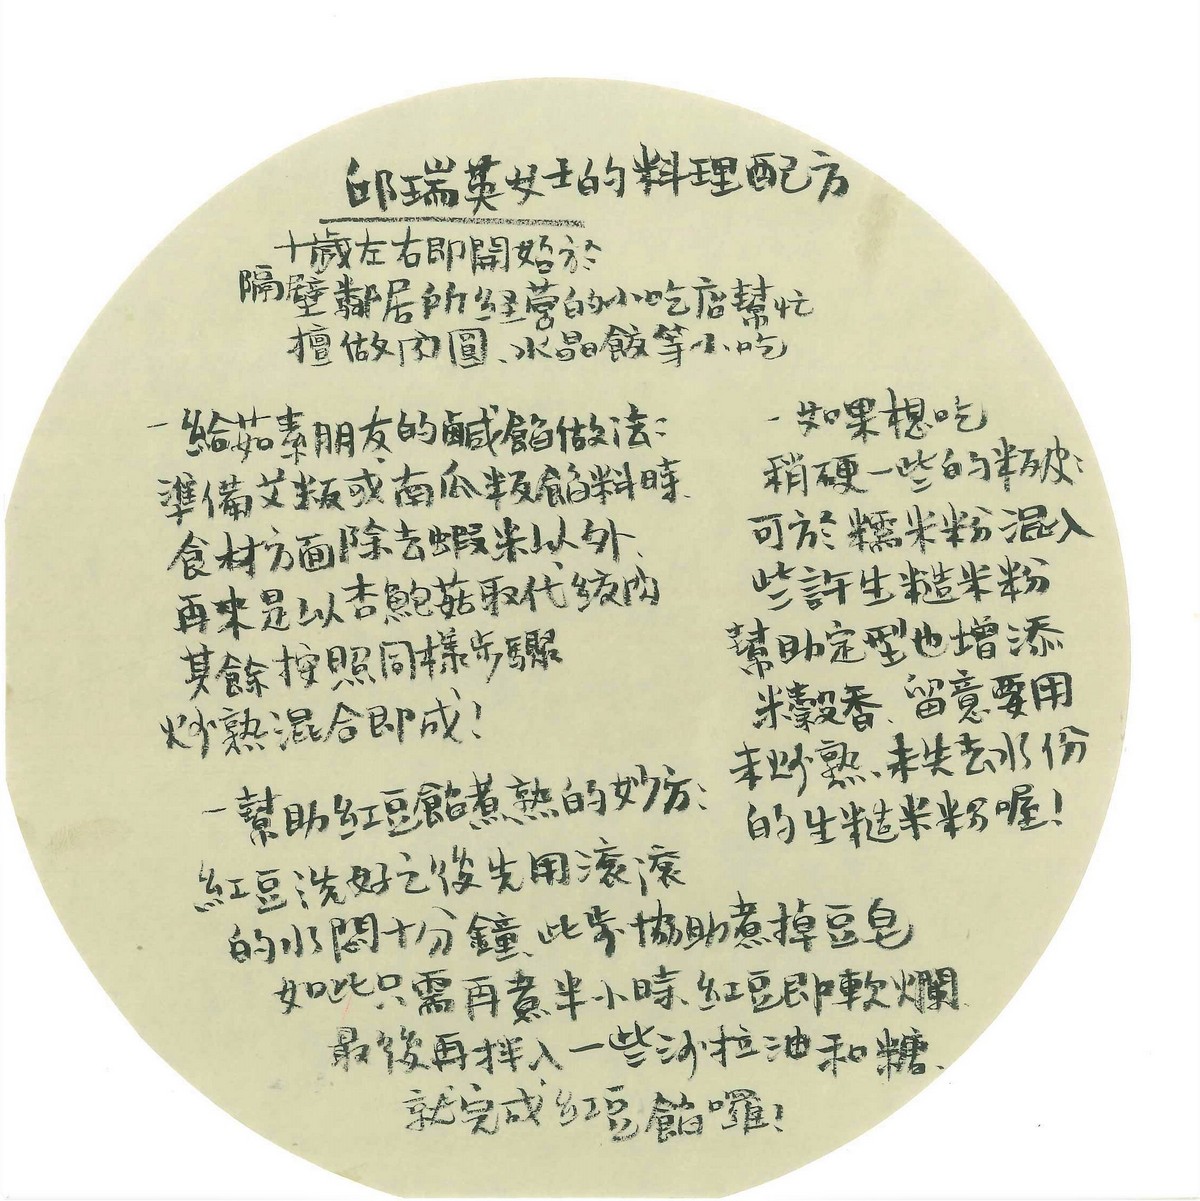 邱瑞英女士的料理配方
十歲左右即開始於
隔壁鄰居所経营的小吃店幫忙
擅做肉圓、水晶餃等小吃
一給茹素朋友的鹹餡做法:
準備艾粄或南瓜粄餡料時、
食材方面除去蝦米以外、
再來是以杏鮑菇取代絞肉
其餘按照同樣步驟
炒熟混合即成!
一如果想吃
稍硬一些的粄皮:
可於糯米粉混入
些許生糙米粉
幫助定型也增添
米穀香、留意要用
未炒熟、未失去水份
的生糙米粉喔!
一幫助紅豆餡煮熟的妙方:
紅豆洗好之後先用滾滾
的水悶十分鐘、此步協助煮掉豆皂
如此只需再煮半小時、紅豆即軟爛、
最後再拌入一些沙拉油和糖、
就完成紅豆餡囉!